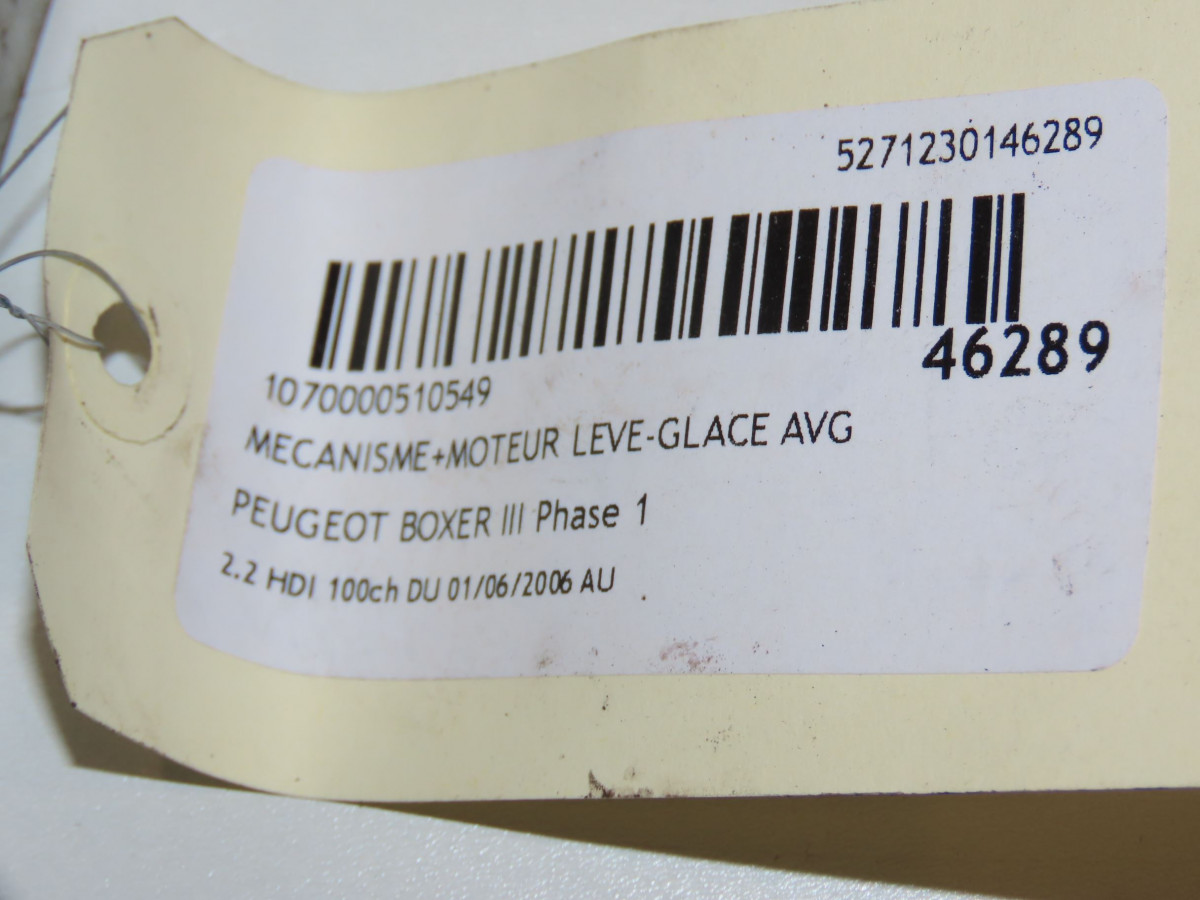 5271230146289
46289
1070000510549
MECANISME+MOTEUR LEVE-GLACE AVG
PEUGEOT BOXER III Phase 1
2.2 HDI 100ch DU 01/06/2006 AU